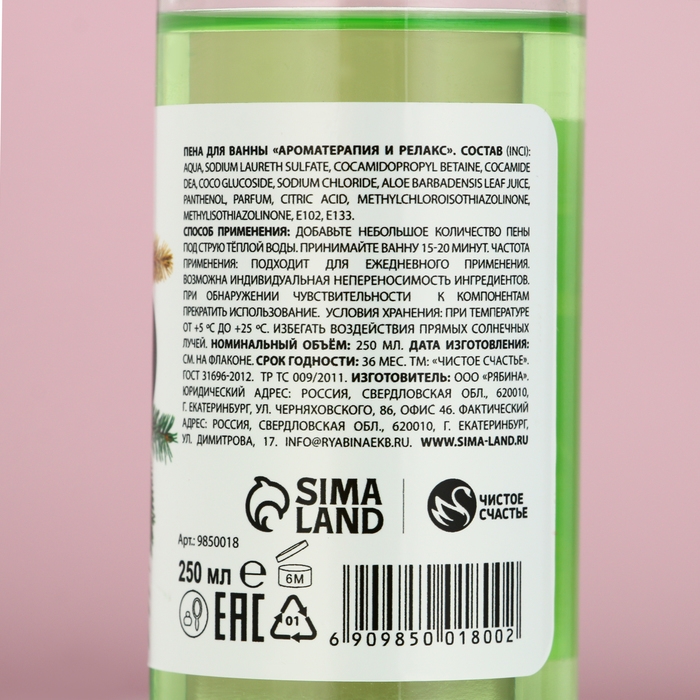 ПЕНА ДЛЯ ВАННЫ «АРОМАТЕРАПИЯ И РЕЛАКС». СОСТАВ (INCI):
AQUA, SODIUM LAURETH SULFATE, COCAMIDOPROPYL BETAINE, COCAMIDE
DEA, COCO GLUCOSIDE, SODIUM CHLORIDE, ALOE BARBADENSIS LEAF JUICE,
PANTHENOL, PARFUM, CITRIC ACID, METHYLCHLOROISOTHIAZOLINONE,
METHYLISOTHIAZOLINONE, E102, E133.
СПОСОБ ПРИМЕНЕНИЯ: ДОБАВЬТЕ НЕБОЛЬШОЕ КОЛИЧЕСТВО ПЕНЫ
ПОД СТРУЮ ТЁПЛОЙ ВОДЫ. ПРИНИМАЙТЕ ВАННУ 15-20 МИНУТ. ЧАСТОТА
ПРИМЕНЕНИЯ: ПОДХОДИТ ДЛЯ ЕЖЕДНЕВНОГО ПРИМЕНЕНИЯ.
ВОЗМОЖНА ИНДИВИДУАЛЬНАЯ НЕПЕРЕНОСИМОСТЬ ИНГРЕДИЕНТОВ.
ПРИ ОБНАРУЖЕНИИ ЧУВСТВИТЕЛЬНОСТИ К КОМПОНЕНТАМ
ПРЕКРАТИТЬ ИСПОЛЬЗОВАНИЕ. УСЛОВИЯ ХРАНЕНИЯ: ПРИ ТЕМПЕРАТУРЕ
ОТ +5 ºС ДО +25 ºС. ИЗБЕГАТЬ ВОЗДЕЙСТВИЯ ПРЯМЫХ СОЛНЕЧНЫХ
ЛУЧЕЙ. НОМИНАЛЬНЫЙ ОБЪЁМ: 250 МЛ. ДАТА ИЗГОТОВЛЕНИЯ:
СМ. НА ФЛАКОНЕ. СРОК ГОДНОСТИ: 36 МЕС. ТМ: «ЧИСТОЕ СЧАСТЬЕ».
ГОСТ 31696-2012. ТР ТС 009/2011. ИЗГОТОВИТЕЛЬ: ООО «РЯБИНА».
ЮРИДИЧЕСКИЙ АДРЕС: РОССИЯ, СВЕРДЛОВСКАЯ ОБЛ., 620010,
Г. ЕКАТЕРИНБУРГ, УЛ. ЧЕРНЯХОВСКОГО, 86, ОФИС 46. ФАКТИЧЕСКИЙ
АДРЕС: РОССИЯ, СВЕРДЛОВСКАЯ ОБЛ., 620010, Г. ЕКАТЕРИНБУРГ,
УЛ. ДИМИТРОВА, 17. INFO@RYABINAEKB.RU. WWW.SIMA-LAND.RU
SIMA
LAND
ЧИСТОЕ
СЧАСТЬЕ
Арт.: 9850018
250 мл е
6M
EAC
01
6 909850 018002